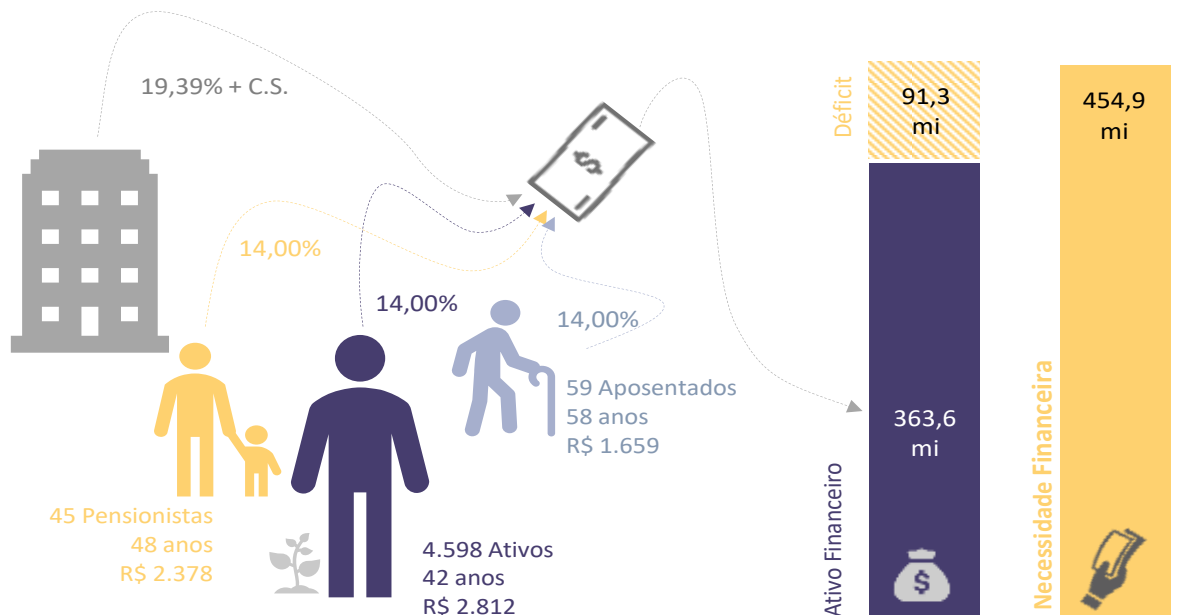 19,39% + C.S.
14,00%
14,00%
14,00%
59 Aposentados
58 anos
R$ 1.659
45 Pensionistas
48 anos
R$ 2.378
4.598 Ativos
42 anos
R$ 2.812
Déficit
91,3
mi
Ativo Financeiro
363,6
mi
$
$
Necessidade Financeira
454,9
mi